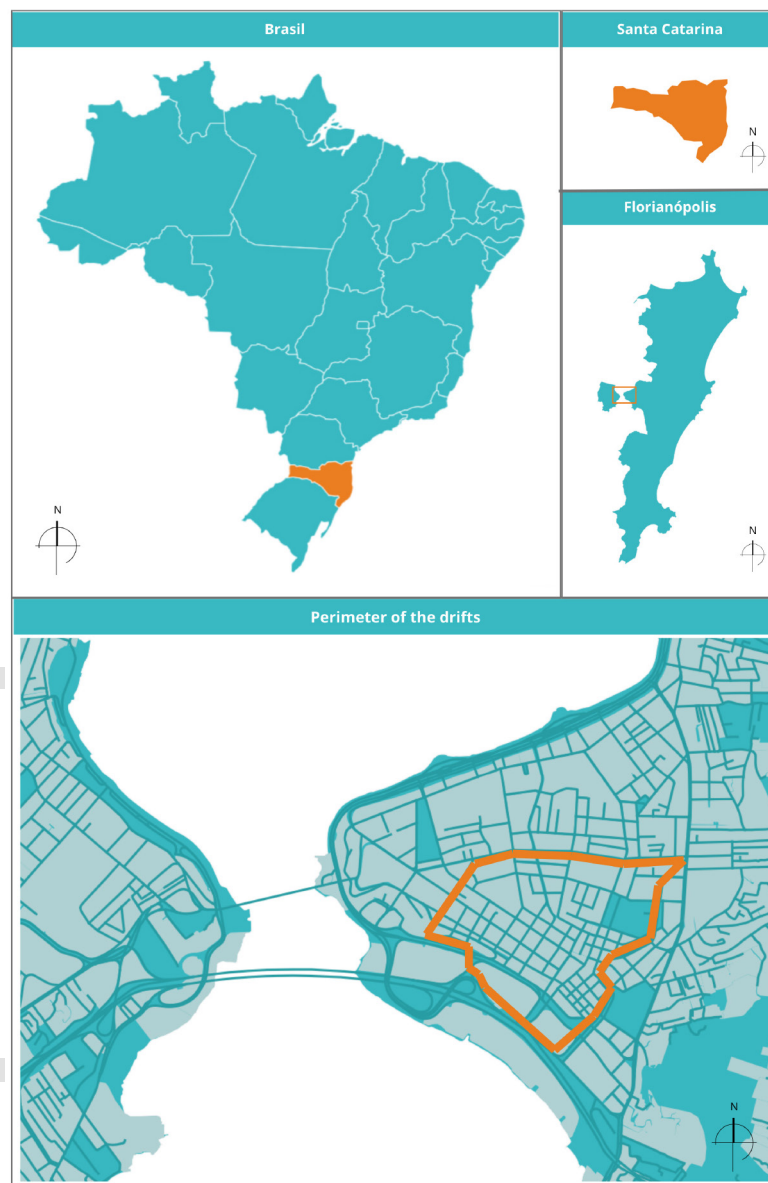 Brasil
Santa Catarina
N
Florianópolis
N
N
Perimeter of the drifts
N